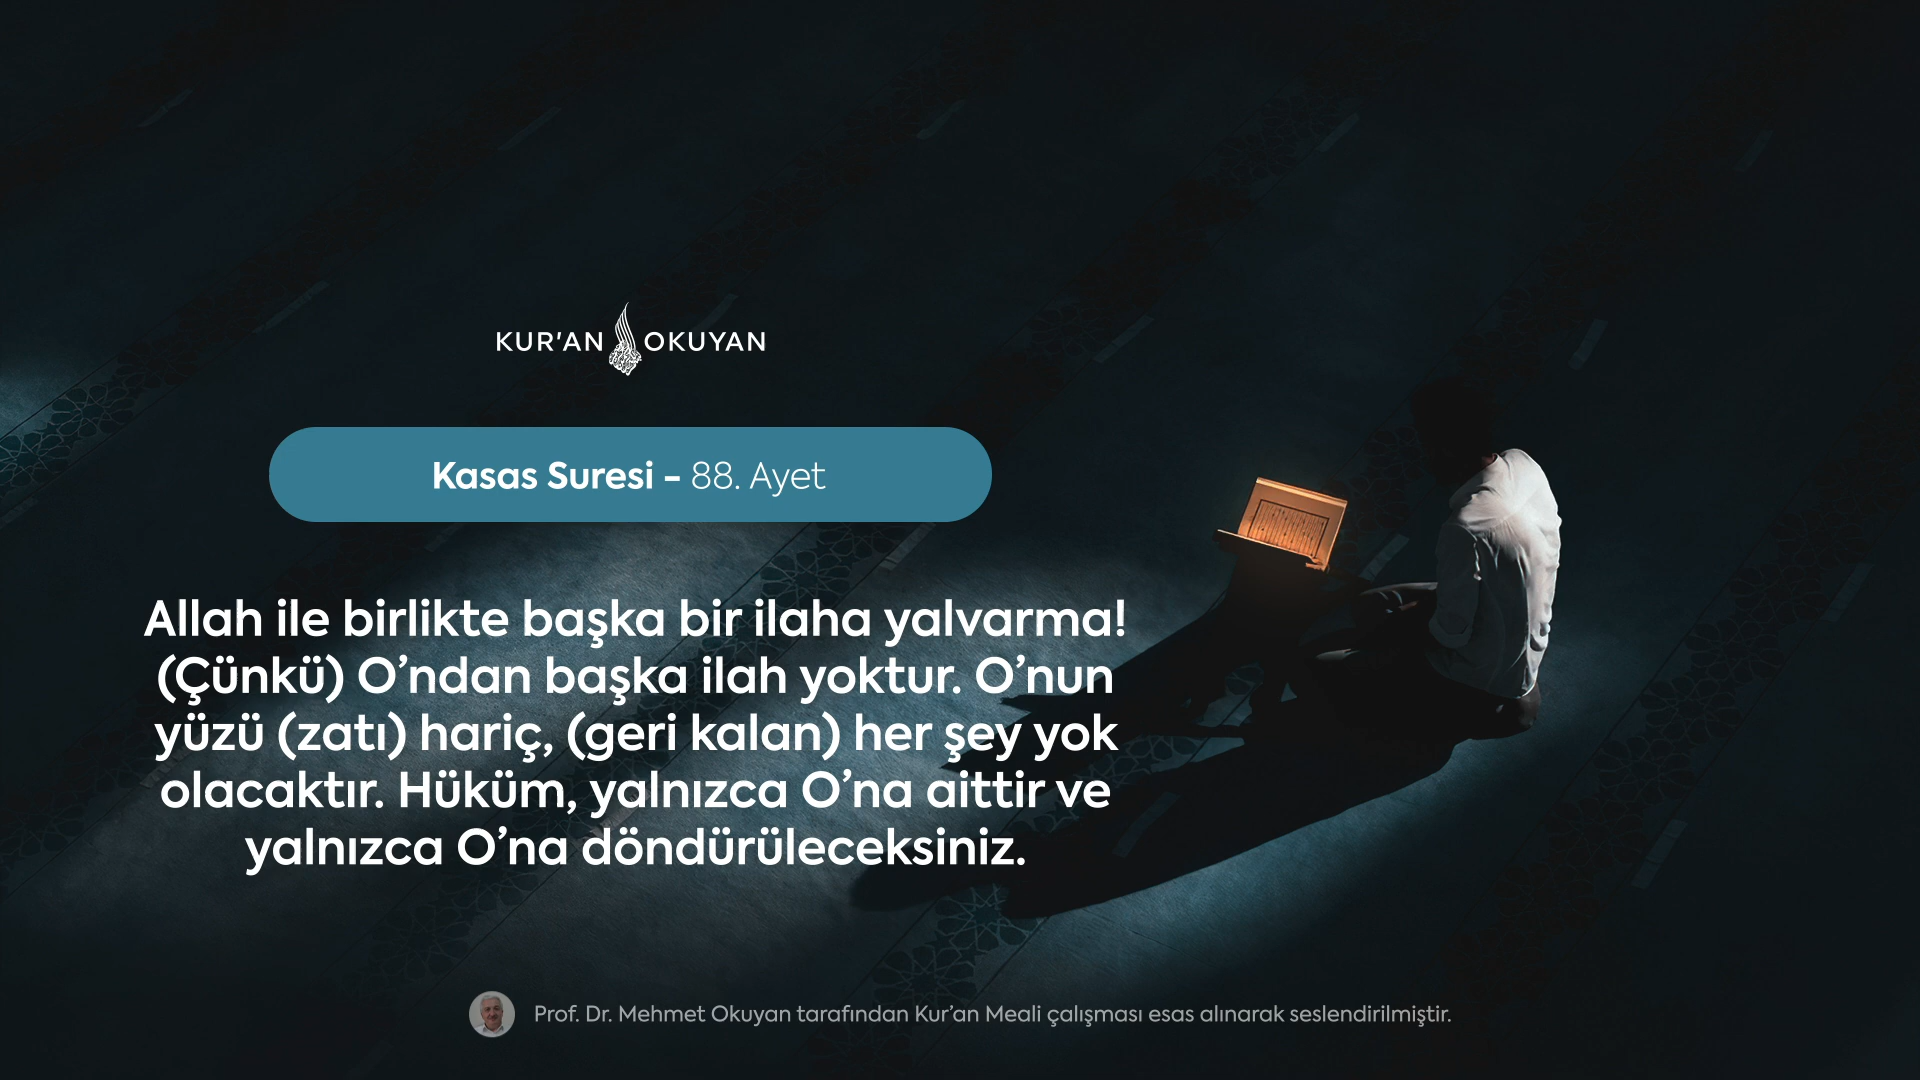 KUR'AN OKUYAN
Kasas Suresi - 88. Ayet
Allah ile birlikte başka bir ilaha yalvarma!
(Çünkü) O’ndan başka ilah yoktur. O’nun
yüzü (zatı) hariç, (geri kalan) her şey yok
olacaktır. Hüküm, yalnızca O’na aittir ve
yalnızca O’na döndürüleceksiniz.
Prof. Dr. Mehmet Okuyan tarafından Kur’an Meali çalışması esas alınarak seslendirilmiştir.